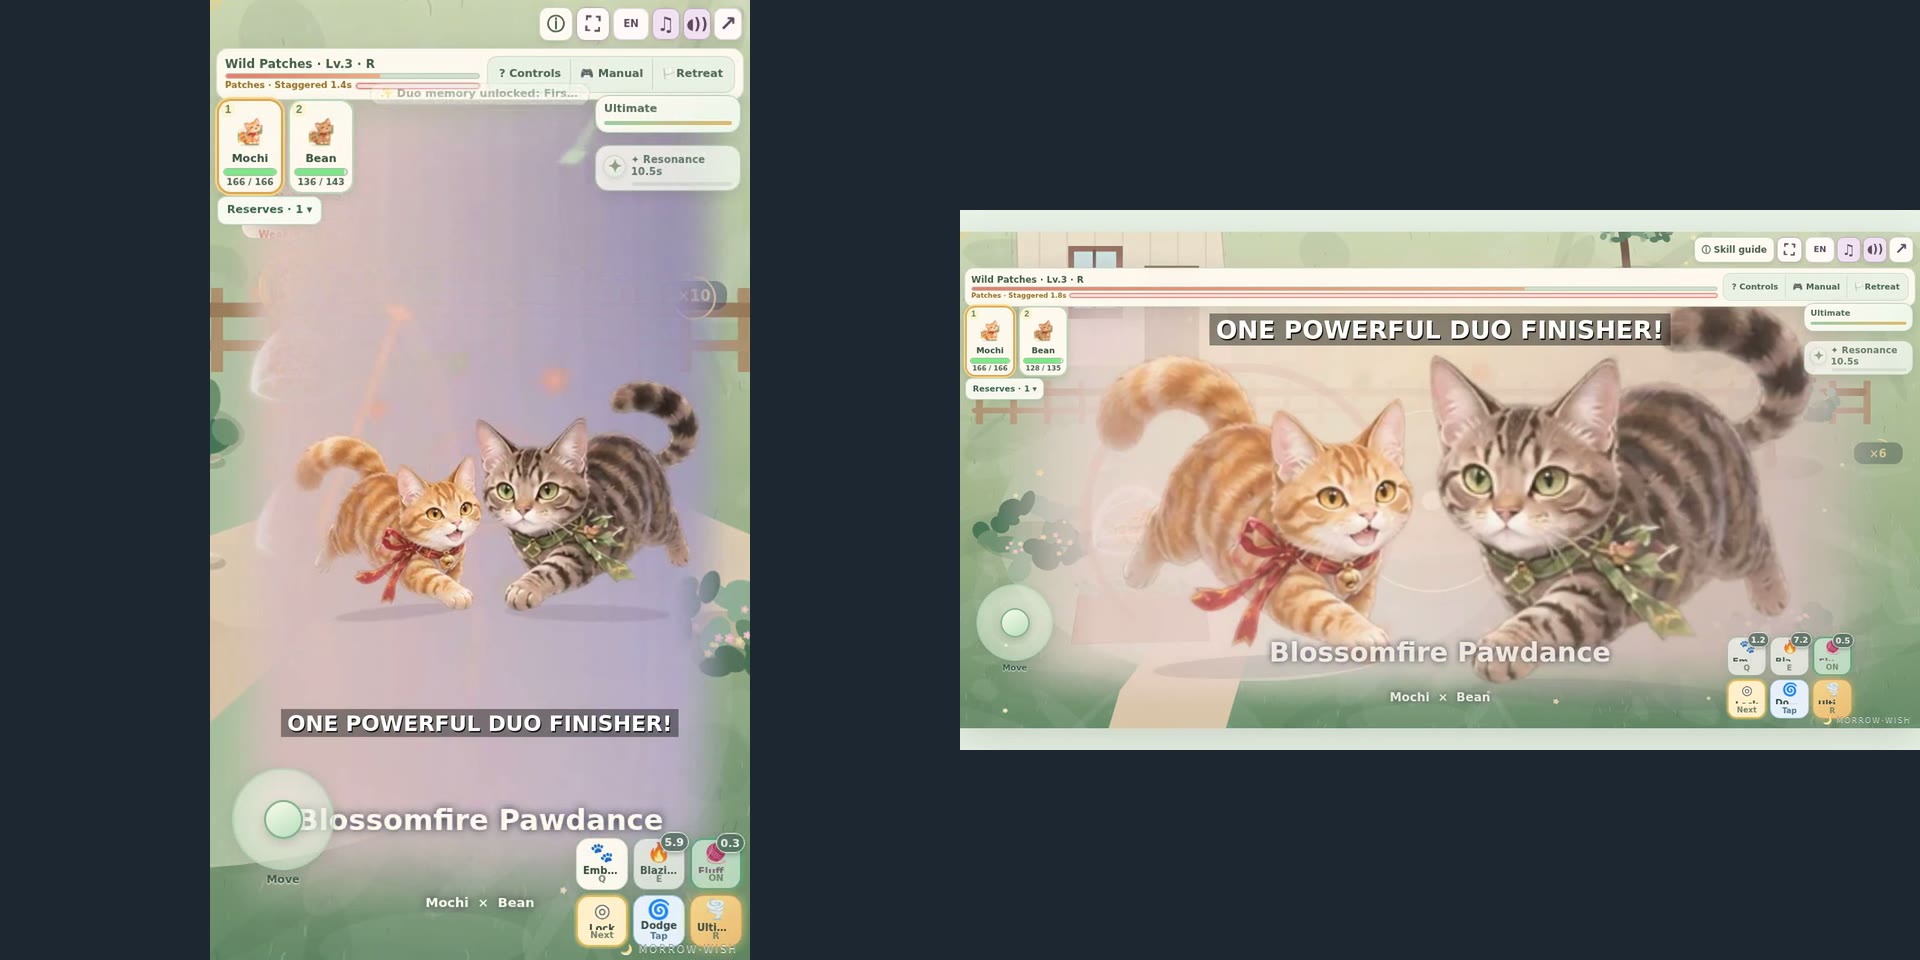 EN
Wild Patches · Lv.3 · R
? Controls
Manual
Retreat
Patches · Staggered 1.4s
Duo memory unlocked: Firs...
1
Mochi
166 / 166
2
Bean
136 / 143
Ultimate
✦ Resonance
10.5s
Reserves · 1 ▾
×10
ONE POWERFUL DUO FINISHER!
Blossomfire Pawdance
Move
Mochi × Bean
Emb...
Q
5.9
Blazi...
E
0.3
Fluff
ON
Lock
Next
Dodge
Tap
Ulti...
R
MORROW-WISH
Skill guide
EN
Wild Patches · Lv.3 · R
? Controls
Manual
Retreat
Patches · Staggered 1.8s
1
Mochi
166 / 166
2
Bean
128 / 135
ONE POWERFUL DUO FINISHER!
Ultimate
✦ Resonance
10.5s
Reserves · 1 ▾
×6
Move
Blossomfire Pawdance
Mochi × Bean
1.2
Q
7.2
E
0.5
ON
Next
Do...
Tap
Ulti...
R
MORROW-WISH